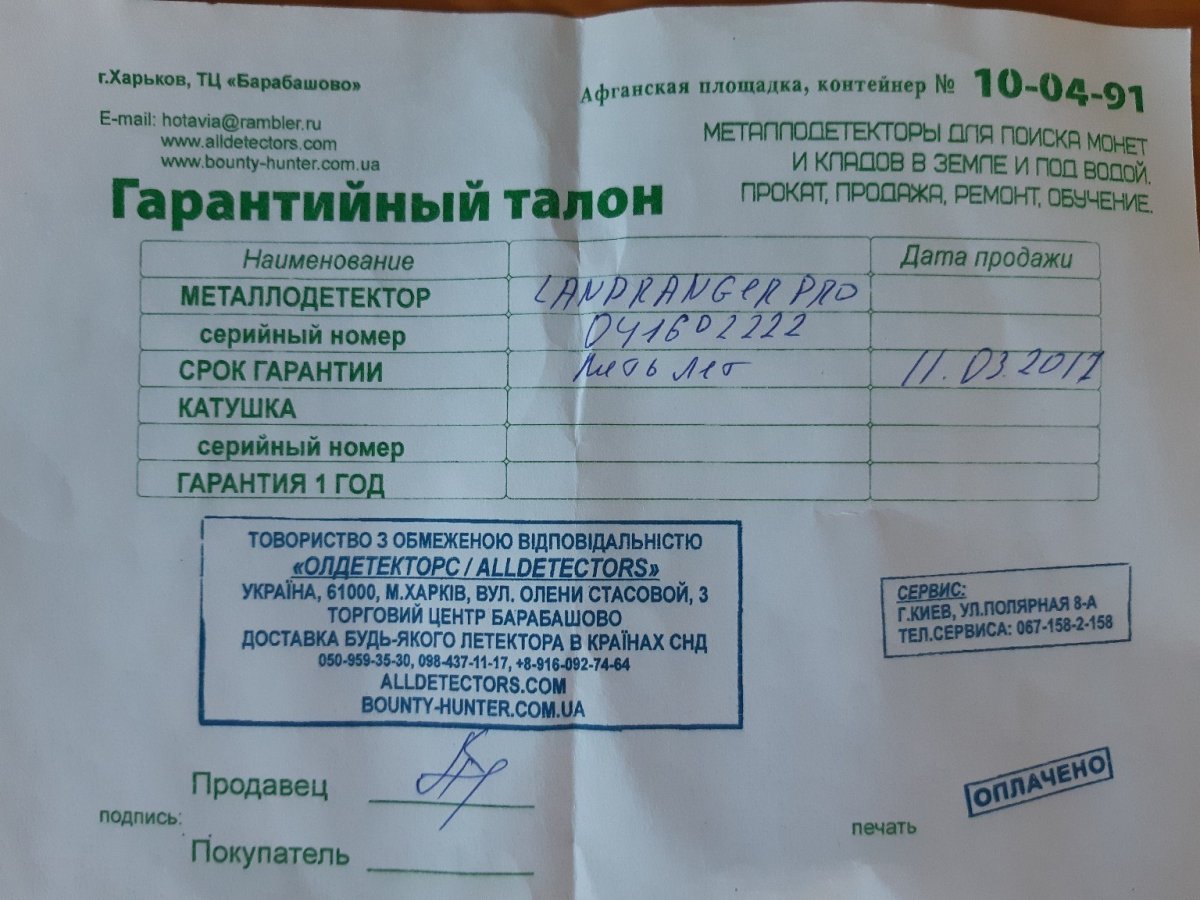 г.Харьков, ТЦ «Барабашово»
Афганская площадка, контейнер № 10-04-91
E-mail: hotavia@rambler.ru
www.alldetectors.com
www.bounty-hunter.com.ua
МЕТАЛЛОДЕТЕКТОРЫ ДЛЯ ПОИСКА МОНЕТ
И КЛАДОВ В ЗЕМЛЕ И ПОД ВОДОЙ.
ПРОКАТ, ПРОДАЖА, РЕМОНТ, ОБУЧЕНИЕ.
Гарантийный талон
Наименование Дата продажи
МЕТАЛЛОДЕТЕКТОР LANDRANGER PRO
серийный номер 041602222
СРОК ГАРАНТИИ пять лет 11.03.2017
КАТУШКА
серийный номер
ГАРАНТИЯ 1 ГОД
ТОВОРИСТВО З ОБМЕЖЕНОЮ ВІДПОВІДАЛЬНІСТЮ
«ОЛДЕТЕКТОРС / ALLDETECTORS»
УКРАЇНА, 61000, М.ХАРКІВ, ВУЛ. ОЛЕНИ СТАСОВОЙ, 3
ТОРГОВИЙ ЦЕНТР БАРАБАШОВО
ДОСТАВКА БУДЬ-ЯКОГО ЛЕТЕКТОРА В КРАЇНАХ СНД
050-959-35-30, 098-437-11-17, +8-916-092-74-64
ALLDETECTORS.COM
BOUNTY-HUNTER.COM.UA
СЕРВИС:
Г.КИЕВ, УЛ.ПОЛЯРНАЯ 8-А
ТЕЛ.СЕРВИСА: 067-158-2-158
Продавец
подпись:
Покупатель
печать
ОПЛАЧЕНО